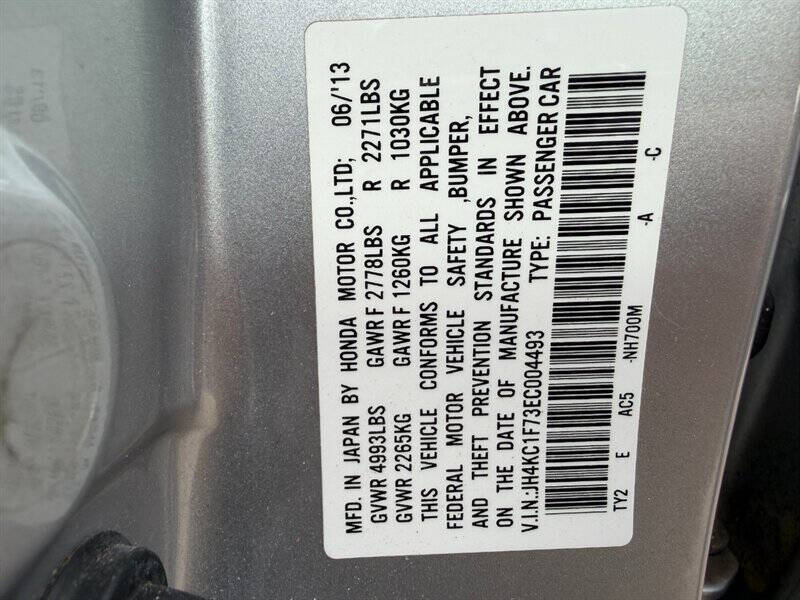 MFD. IN JAPAN BY HONDA MOTOR CO.,LTD; 06/'13
GVWR 4993LBS GAWR F 2778LBS R 2271LBS
GVWR 2265KG GAWR F 1260KG R 1030KG
THIS VEHICLE CONFORMS TO ALL APPLICABLE
FEDERAL MOTOR VEHICLE SAFETY ,BUMPER,
AND THEFT PREVENTION STANDARDS IN EFFECT
ON THE DATE OF MANUFACTURE SHOWN ABOVE.
V.I.N.:JH4KC1F73EC004493 TYPE: PASSENGER CAR
TY2 E AC5 -NH700M -A -C